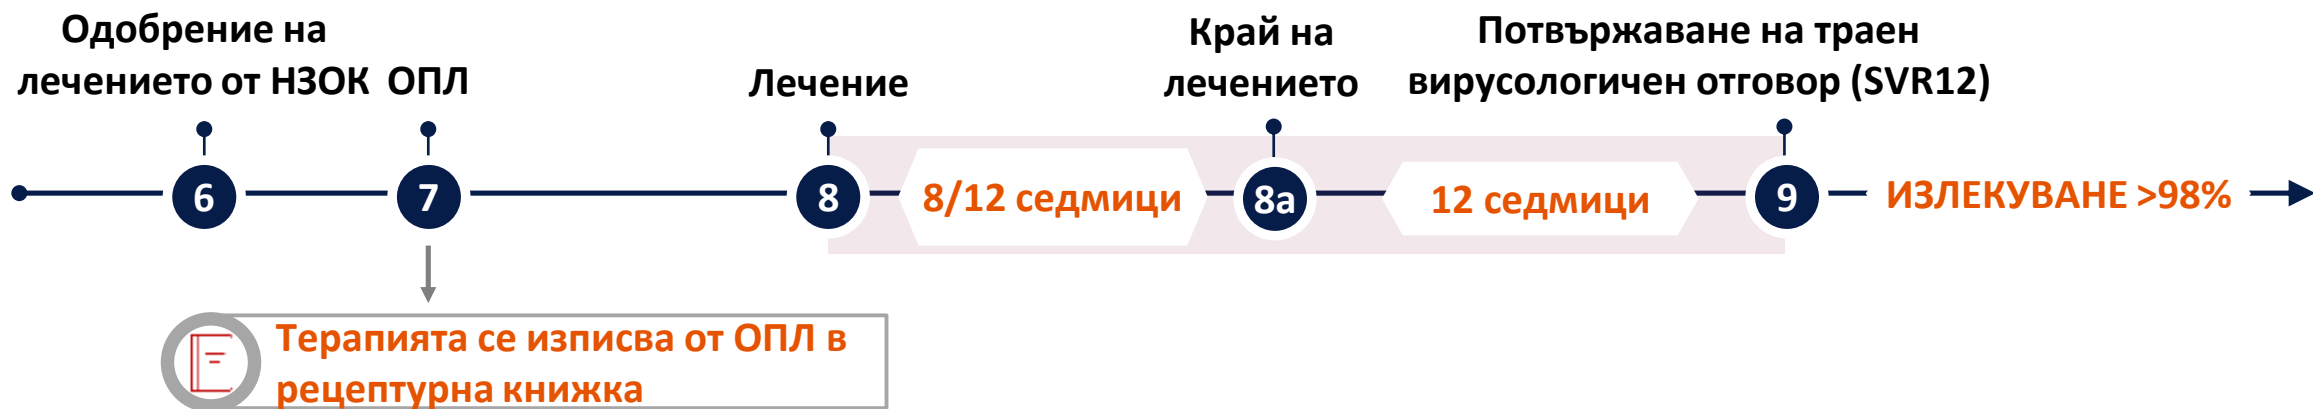 Одобрение на
лечението от НЗОК
ОПЛ
Лечение
Край на
лечението
Потвържаване на траен
вирусологичен отговор (SVR12)
6
7
8
8/12 седмици
8а
12 седмици
9
ИЗЛЕКУВАНЕ >98%
Терапията се изписва от ОПЛ в
рецептурна книжка